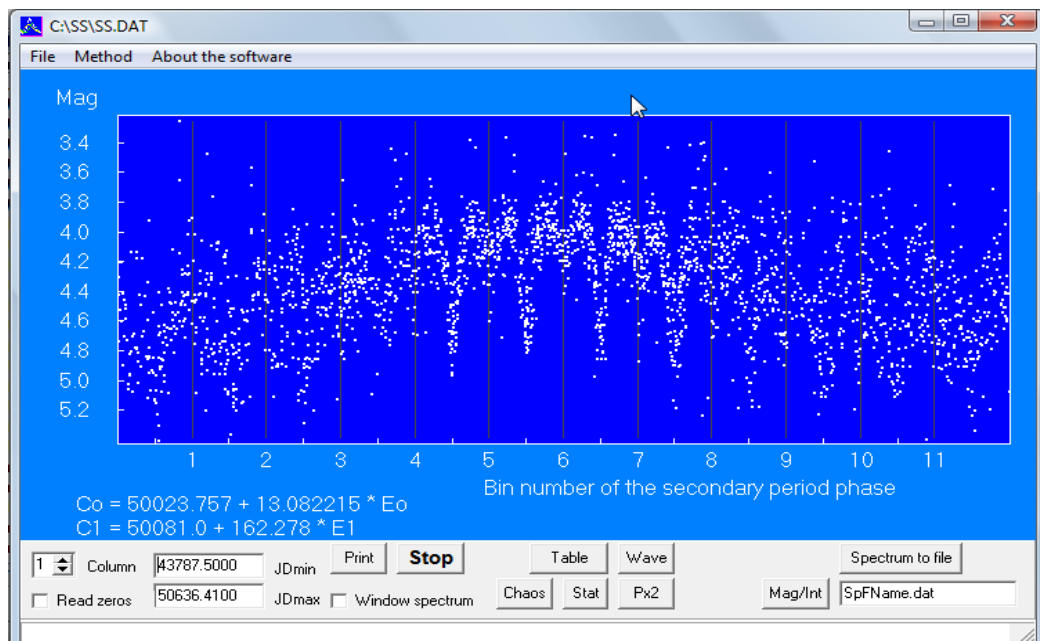 C:\SS\SS.DAT
File Method About the software
Mag
3.4
3.6
3.8
4.0
4.2
4.4
4.6
4.8
5.0
5.2
1 2 3 4 5 6 7 8 9 10 11
Bin number of the secondary period phase
Co = 50023.757 + 13.082215 * Eo
C1 = 50081.0 + 162.278 * E1
1 Column 43787.5000 JDmin Print Stop Table Wave Spectrum to file
Read zeros 50636.4100 JDmax Window spectrum Chaos Stat Px2 Mag/Int SpFName.dat